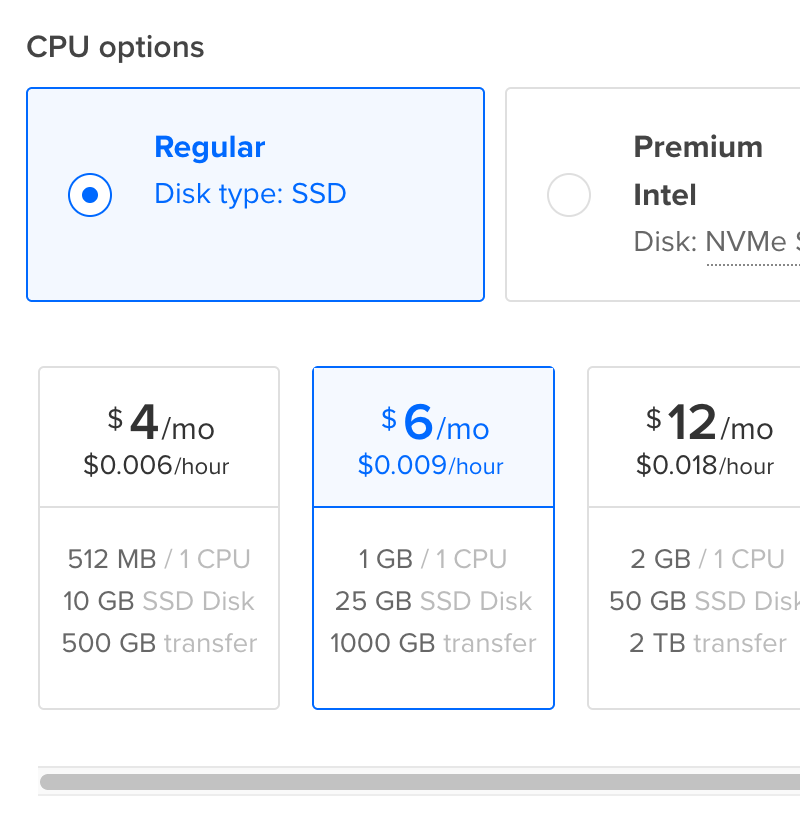 CPU options
Regular
Disk type: SSD
Premium
Intel
Disk: NVMe
$4/mo
$0.006/hour
512 MB / 1 CPU
10 GB SSD Disk
500 GB transfer
$6/mo
$0.009/hour
1 GB / 1 CPU
25 GB SSD Disk
1000 GB transfer
$12/mo
$0.018/hour
2 GB / 1 CPU
50 GB SSD Disk
2 TB transfer